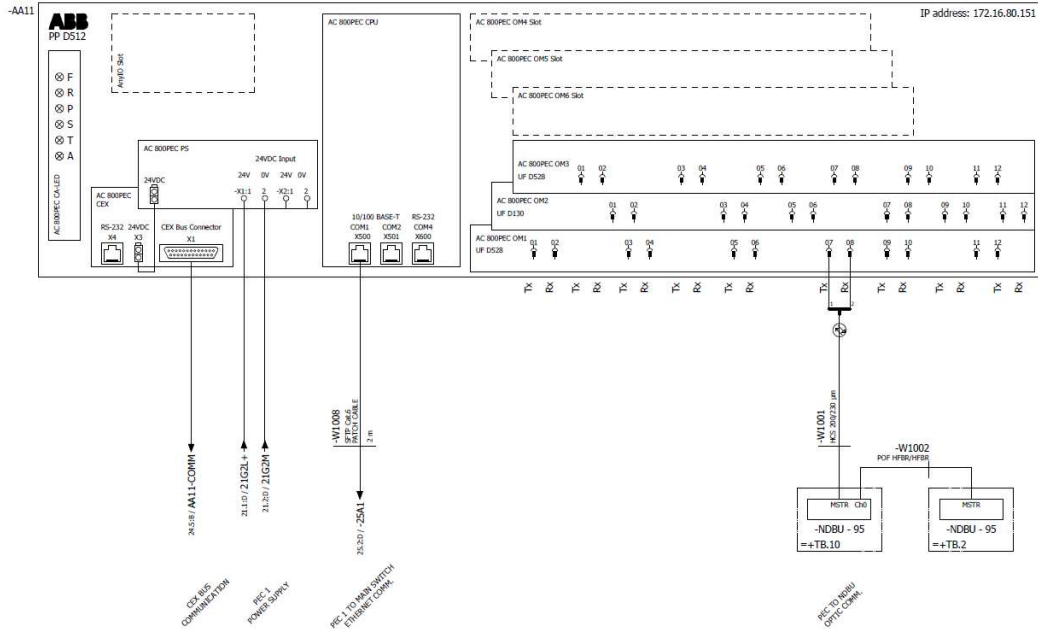 -AA11
ABB
PP D512
IP address: 172.16.80.151
AnyIO Slot
AC 800PEC CPU
AC 800PEC OM4 Slot
AC 800PEC OM5 Slot
AC 800PEC OM6 Slot
AC 800PEC CA-LED
F
R
P
S
T
A
AC 800PEC PS
24VDC Input
24V 0V 24V 0V
-X1:1 2 -X2:1 2
24VDC
AC 800PEC
CEX
RS-232 24VDC CEX Bus Connector
X4 X3 X1
10/100 BASE-T RS-232
COM1 COM2 COM4
X500 X501 X600
AC 800PEC OM3
UF D528
01 02 03 04 05 06 07 08 09 10 11 12
AC 800PEC OM2
UF D130
01 02 03 04 05 06 07 08 09 10 11 12
AC 800PEC OM1
UF D528
01 02 03 04 05 06 07 08 09 10 11 12
Tx Rx Tx Rx Tx Rx Tx Rx Tx Rx Tx Rx Tx Rx Tx Rx Tx Rx
1 2
24.5:B / AA11-COMM
21.1:D / 21G2L+
21.2:D / 21G2M
-W1008
SFTP Cat.6
PATCH CABLE
2 m
25.2:D / -25A1
-W1001
HCS 200/230 µm
-W1002
POF HFBR/HFBR
MSTR Ch0
-NDBU - 95
=+TB.10
MSTR
-NDBU - 95
=+TB.2
CEX BUS
COMMUNICATION
PEC 1
POWER SUPPLY
PEC 1 TO MAIN SWITCH
ETHERNET COMM.
PEC TO NDBU
OPTIC COMM.